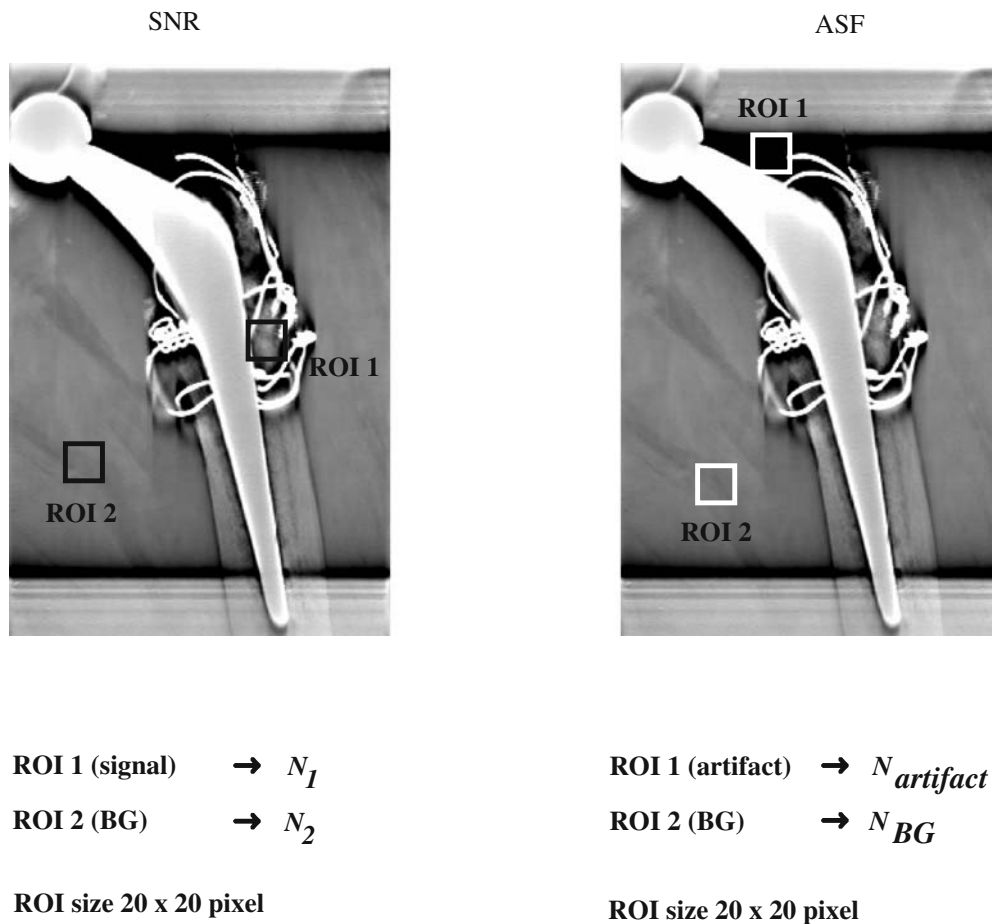 SNR
ROI 1
ROI 2
ROI 1 (signal) → N1
ROI 2 (BG) → N2
ROI size 20 x 20 pixel
ASF
ROI 1
ROI 2
ROI 1 (artifact) → Nartifact
ROI 2 (BG) → NBG
ROI size 20 x 20 pixel